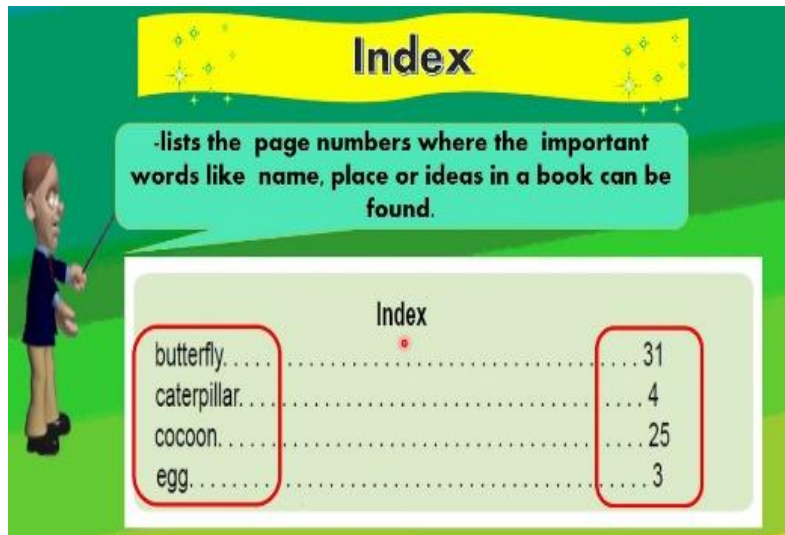 Index
-lists the page numbers where the important
words like name, place or ideas in a book can be
found.
Index
butterfly. . . . . . . . . . . . . . . . . . . . . . . . . . . . . . . . . . . . . . . 31
caterpillar. . . . . . . . . . . . . . . . . . . . . . . . . . . . . . . . . . . . . . 4
cocoon. . . . . . . . . . . . . . . . . . . . . . . . . . . . . . . . . . . . . . . . 25
egg. . . . . . . . . . . . . . . . . . . . . . . . . . . . . . . . . . . . . . . . . . . 3